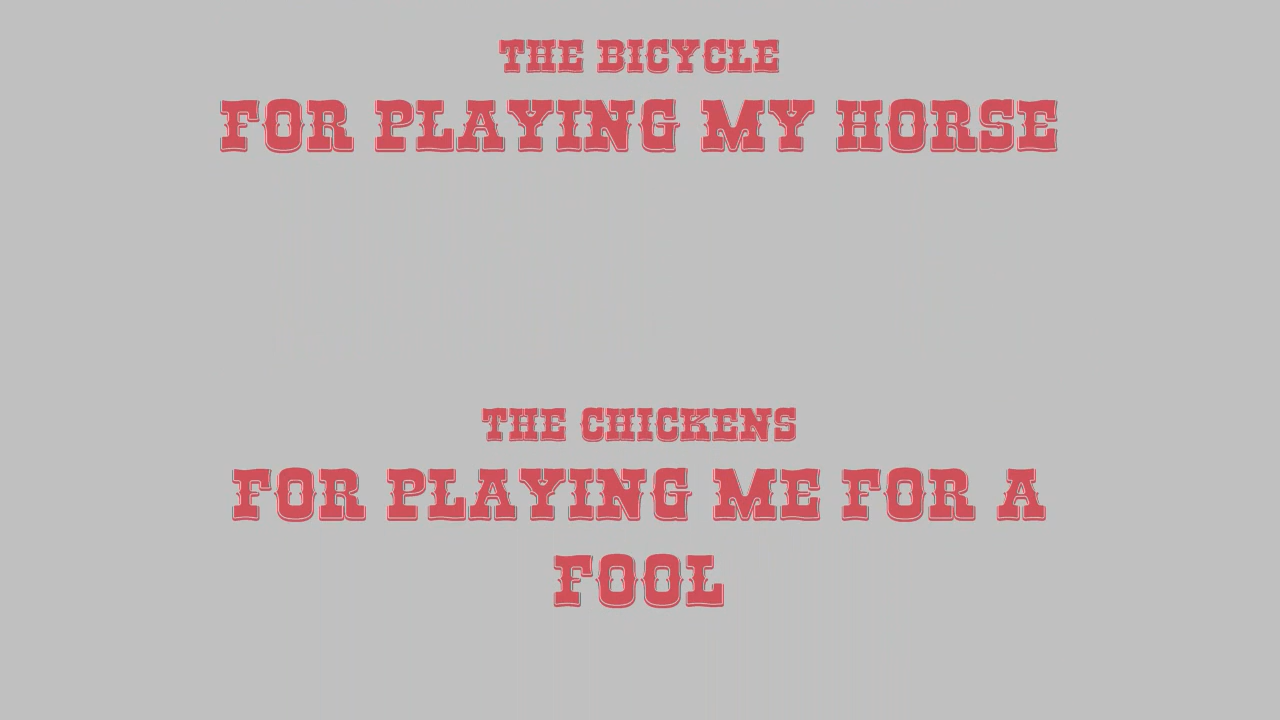 THE BICYCLE
FOR PLAYING MY HORSE
THE CHICKENS
FOR PLAYING ME FOR A
FOOL